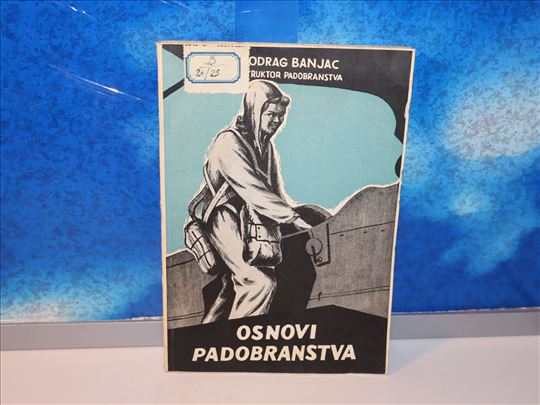 ODRAG BANJAC
TRUKTOR PADOBRANSTVA
B
OSNOVI
PADOBRANSTVA